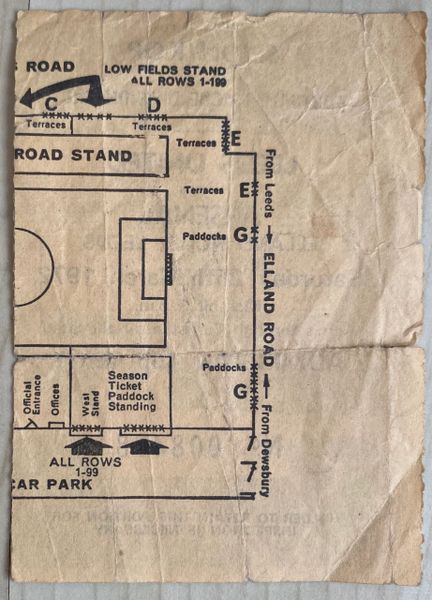 ROAD
LOW FIELDS STAND
ALL ROWS 1-199
C
D
Terraces
Terraces
Terraces
E
ROAD STAND
From Leeds
Terraces
E
Paddocks
G
ELLAND ROAD
Paddocks
G
Official
Entrance
Offices
West
Stand
Season
Ticket
Paddock
Standing
From Dewsbury
ALL ROWS
1-99
CAR PARK